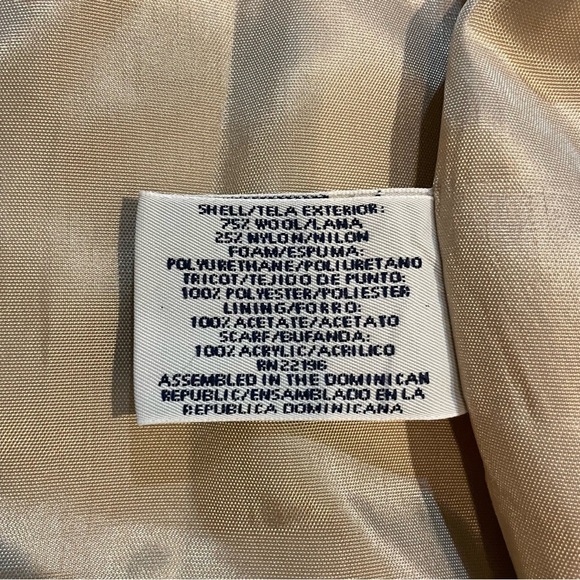 SHELL/TELA EXTERIOR:
75% WOOL/LANA
25% NYLON/NILON
FOAM/ESPUMA:
POLYURETHANE/POLIURETANO
TRICOT/TEJIDO DE PUNTO:
100% POLYESTER/POLIESTER
LINING/FORRO:
100% ACETATE/ACETATO
SCARF/BUFANDA:
100% ACRYLIC/ACRILICO
RN22196
ASSEMBLED IN THE DOMINICAN
REPUBLIC/ENSAMBLADO EN LA
REPUBLICA DOMINICANA